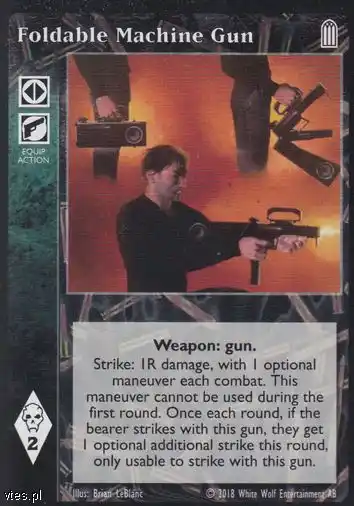 Foldable Machine Gun
EQUIP
ACTION
Weapon: gun.
Strike: 1R damage, with 1 optional
maneuver each combat. This
maneuver cannot be used during the
first round. Once each round, if the
bearer strikes with this gun, they get
1 optional additional strike this round,
only usable to strike with this gun.
2
vtes.pl
Illus: Brian LeBlanc
© 2018 White Wolf Entertainment AB